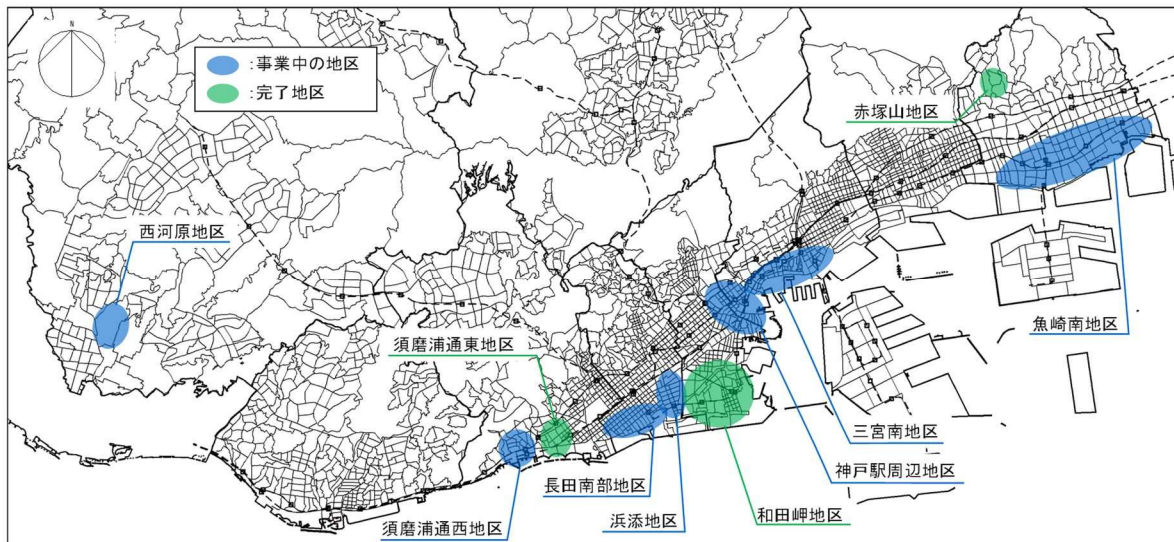 N
:事業中の地区
:完了地区
赤塚山地区
西河原地区
魚崎南地区
須磨浦通東地区
三宮南地区
神戸駅周辺地区
長田南部地区
和田岬地区
浜添地区
須磨浦通西地区